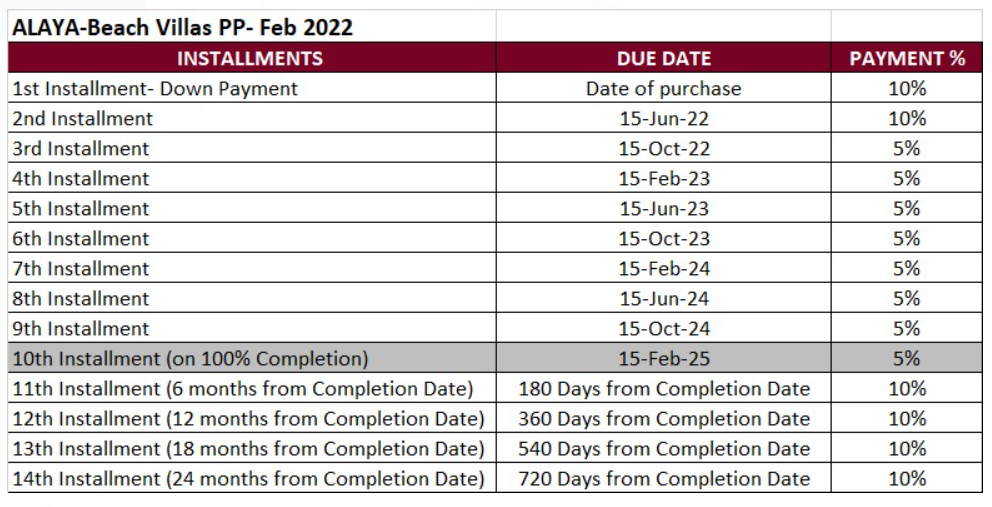 ALAYA-Beach Villas PP- Feb 2022
INSTALLMENTS DUE DATE PAYMENT %
1st Installment- Down Payment Date of purchase 10%
2nd Installment 15-Jun-22 10%
3rd Installment 15-Oct-22 5%
4th Installment 15-Feb-23 5%
5th Installment 15-Jun-23 5%
6th Installment 15-Oct-23 5%
7th Installment 15-Feb-24 5%
8th Installment 15-Jun-24 5%
9th Installment 15-Oct-24 5%
10th Installment (on 100% Completion) 15-Feb-25 5%
11th Installment (6 months from Completion Date) 180 Days from Completion Date 10%
12th Installment (12 months from Completion Date) 360 Days from Completion Date 10%
13th Installment (18 months from Completion Date) 540 Days from Completion Date 10%
14th Installment (24 months from Completion Date) 720 Days from Completion Date 10%